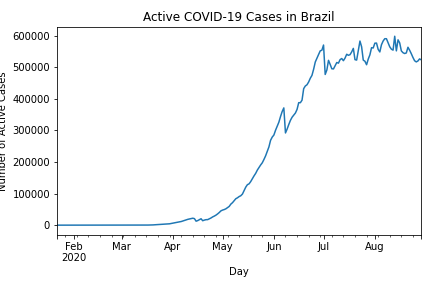 Active COVID-19 Cases in Brazil
Number of Active Cases
600000
500000
400000
300000
200000
100000
0
Feb
2020
Mar
Apr
May
Jun
Jul
Aug
Day